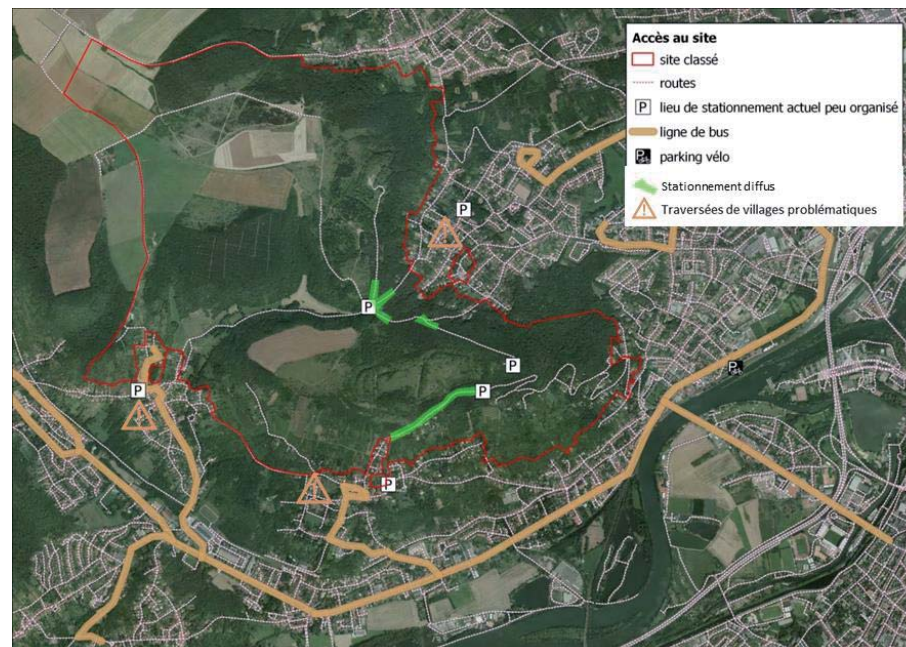 Accès au site
site classé
routes
P lieu de stationnement actuel peu organisé
ligne de bus
P parking vélo
Stationnement diffus
Traversées de villages problématiques
P
P
P
P
P
P
P